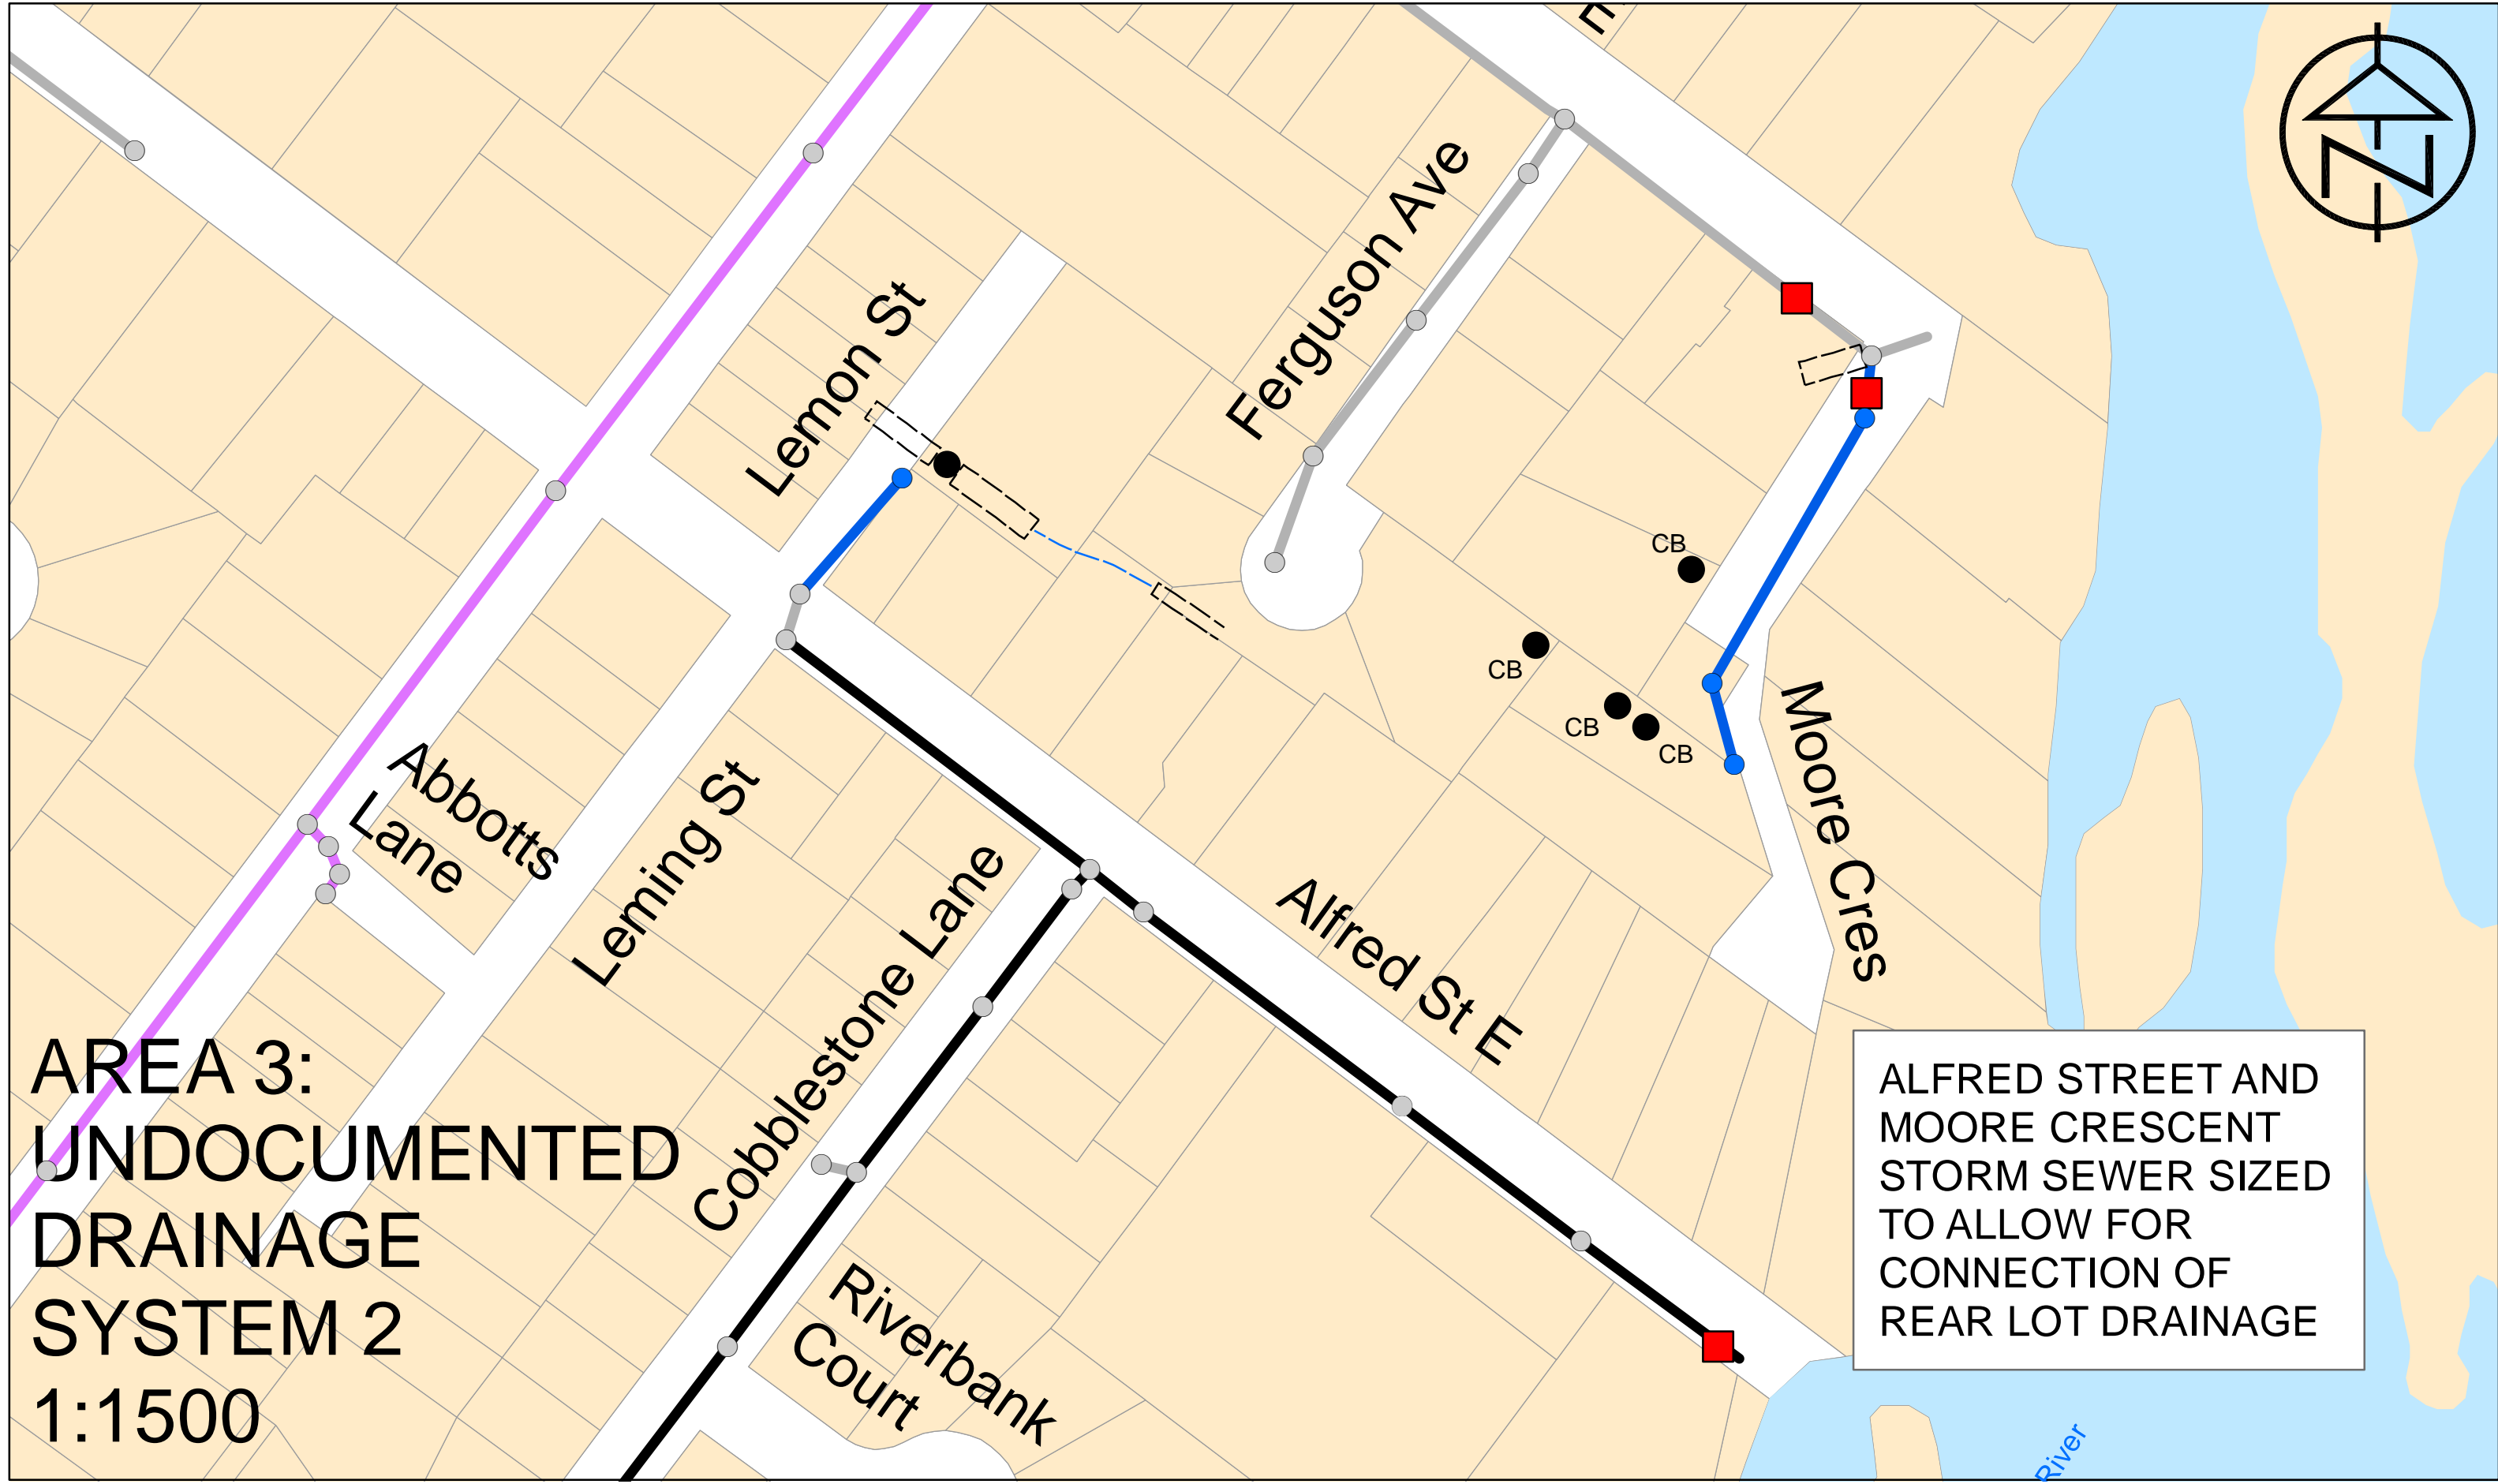 Lemon St
Ferguson Ave
N
CB
CB
CB
CB
Moore Cres
Abbotts
Lane
Leming St
Cobblestone Lane
Alfred St E
Riverbank
Court
River
AREA 3:
UNDOCUMENTED
DRAINAGE
SYSTEM 2
1:1500
ALFRED STREET AND
MOORE CRESCENT
STORM SEWER SIZED
TO ALLOW FOR
CONNECTION OF
REAR LOT DRAINAGE